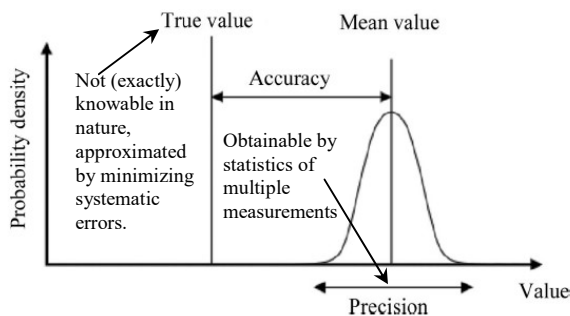 True value
Mean value
Not (exactly)
knowable in
nature,
approximated
by minimizing
systematic
errors.
Accuracy
Obtainable by
statistics of
multiple
measurements
Probability density
Value
Precision